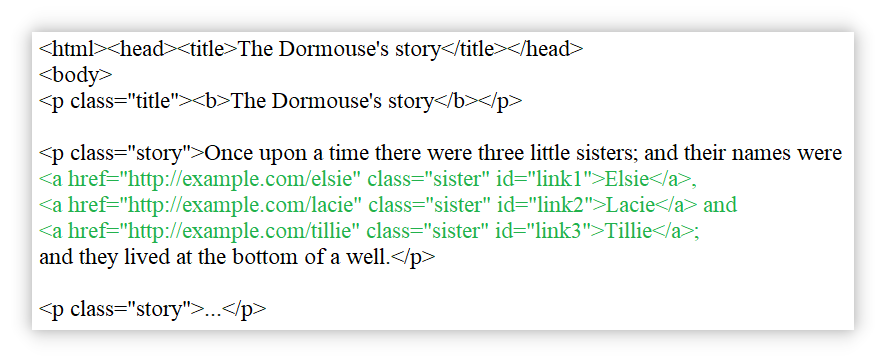 <html><head><title>The Dormouse's story</title></head>
<body>
<p class="title"><b>The Dormouse's story</b></p>
<p class="story">Once upon a time there were three little sisters; and their names were
<a href="http://example.com/elsie" class="sister" id="link1">Elsie</a>,
<a href="http://example.com/lacie" class="sister" id="link2">Lacie</a> and
<a href="http://example.com/tillie" class="sister" id="link3">Tillie</a>;
and they lived at the bottom of a well.</p>
<p class="story">...</p>